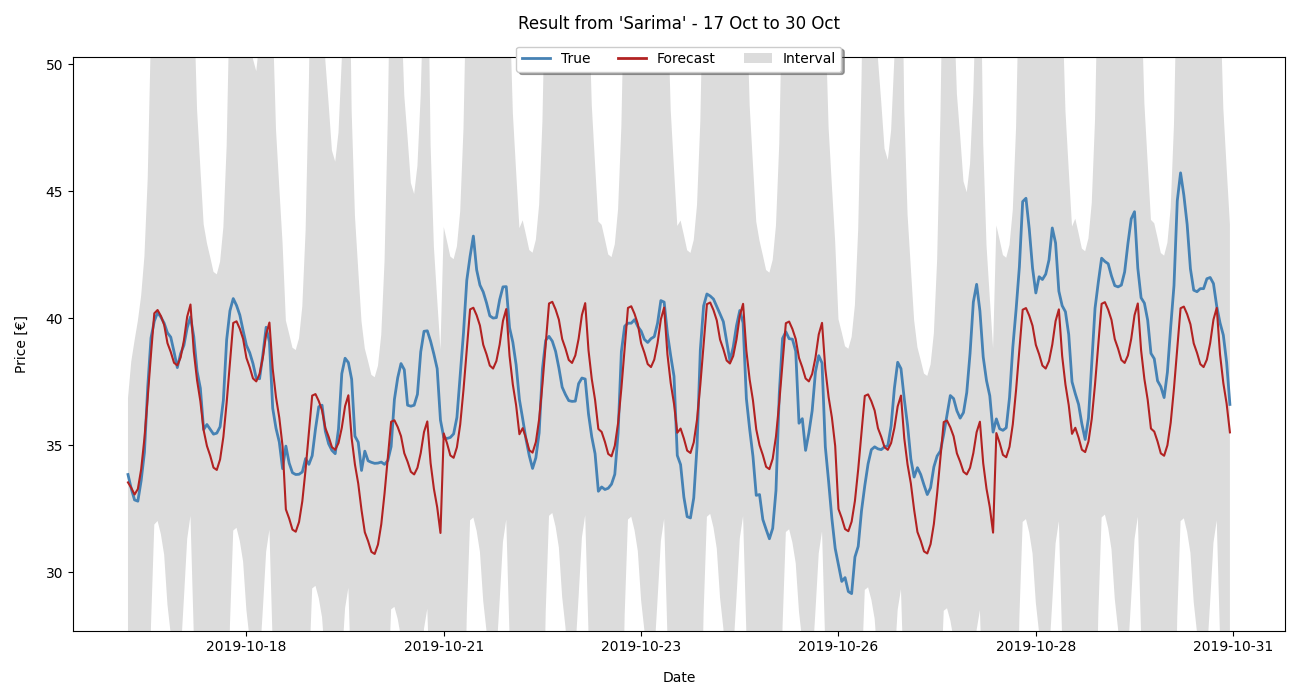 Result from 'Sarima' - 17 Oct to 30 Oct
True Forecast Interval
50
45
40
35
30
Price [€]
2019-10-18 2019-10-21 2019-10-23 2019-10-26 2019-10-28 2019-10-31
Date